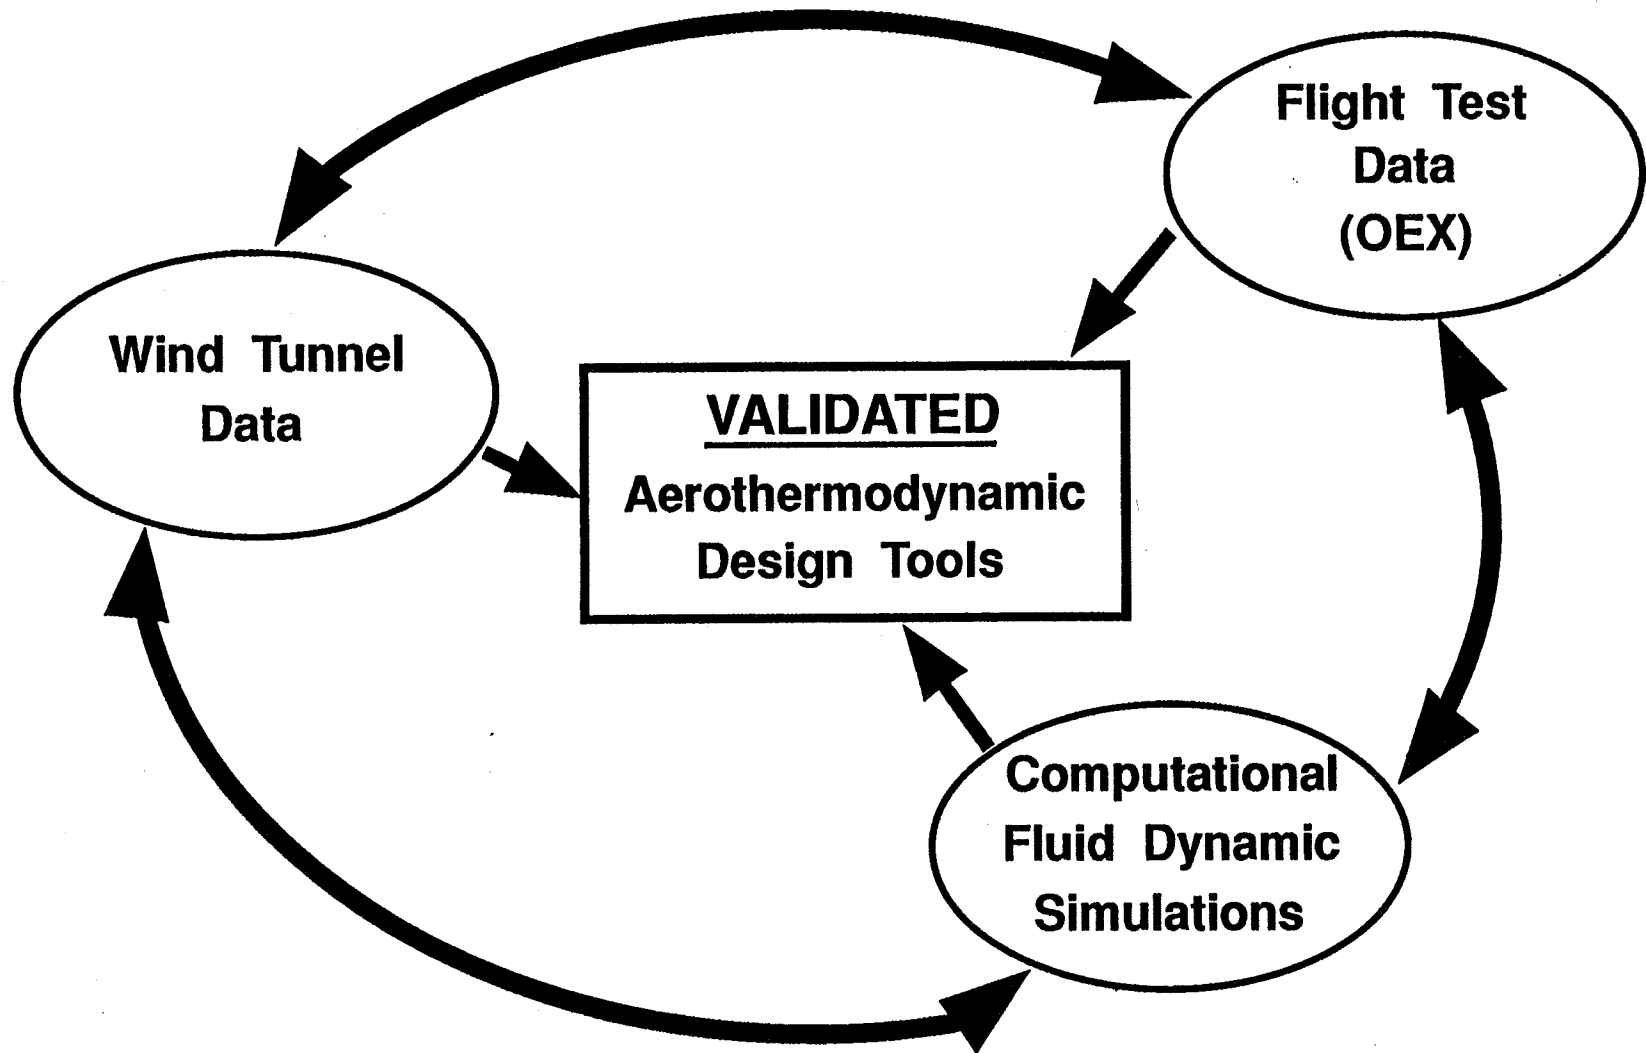 Flight Test
Data
(OEX)
Wind Tunnel
Data
VALIDATED
Aerothermodynamic
Design Tools
Computational
Fluid Dynamic
Simulations